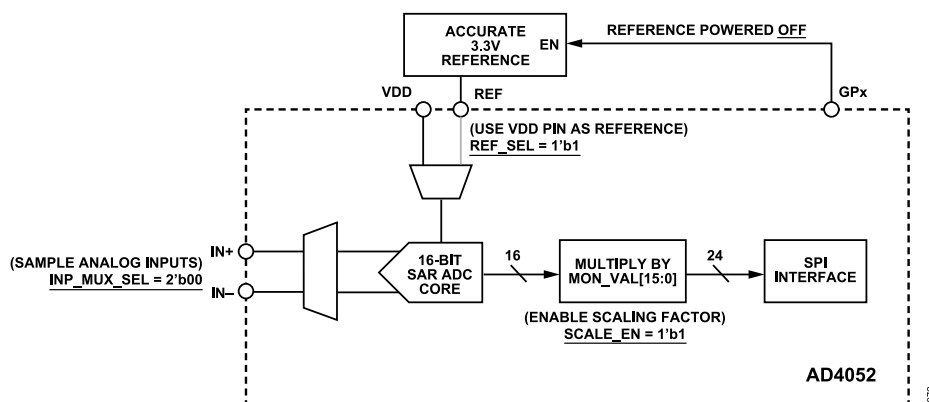 ACCURATE
3.3V
REFERENCE
EN
REFERENCE POWERED OFF
VDD
REF
GPx
(USE VDD PIN AS REFERENCE)
REF_SEL = 1'b1
(SAMPLE ANALOG INPUTS)
INP_MUX_SEL = 2'b00
IN+
IN–
16-BIT
SAR ADC
CORE
16
MULTIPLY BY
MON_VAL[15:0]
24
SPI
INTERFACE
(ENABLE SCALING FACTOR)
SCALE_EN = 1'b1
AD4052